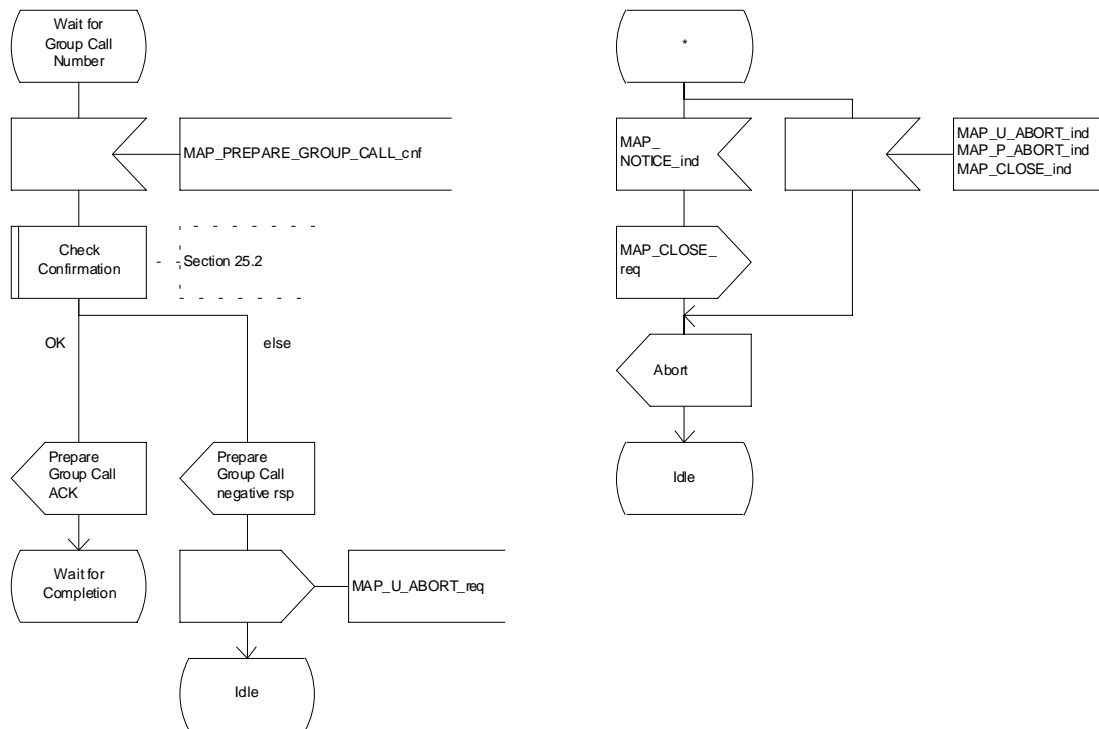 Wait for
Group Call
Number
MAP_PREPARE_GROUP_CALL_cnf
Check
Confirmation
Section 25.2
OK
else
Prepare
Group Call
ACK
Prepare
Group Call
negative rsp
Wait for
Completion
MAP_U_ABORT_req
Idle
*
MAP_
NOTICE_ind
MAP_U_ABORT_ind
MAP_P_ABORT_ind
MAP_CLOSE_ind
MAP_CLOSE_
req
Abort
Idle